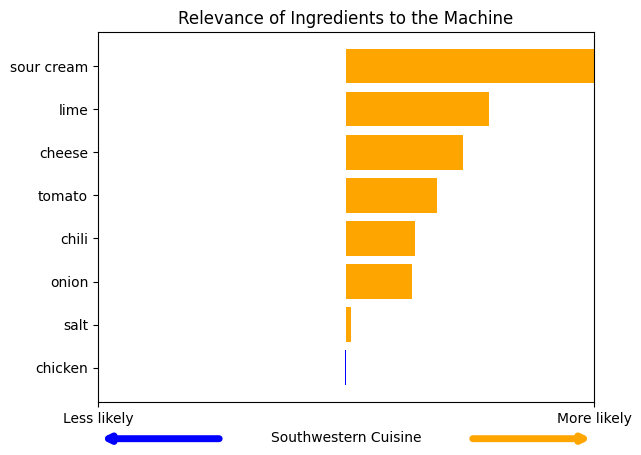 Relevance of Ingredients to the Machine
sour cream
lime
cheese
tomato
chili
onion
salt
chicken
Less likely
More likely
Southwestern Cuisine